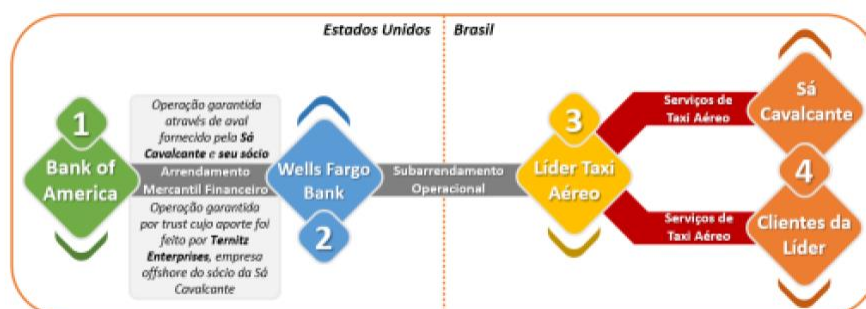 Estados Unidos
Brasil
1
Bank of
America
Operação garantida
através de aval
fornecido pela Sá
Cavalcante e seu sócio
Arrendamento
Mercantil Financeiro
Operação garantida
por trust cujo aporte foi
feito por Ternitz
Enterprises, empresa
offshore do sócio da Sá
Cavalcante
Wells Fargo
Bank
2
Subarrendamento
Operacional
3
Líder Taxi
Aéreo
Serviços de
Taxi Aéreo
Serviços de
Taxi Aéreo
Sá
Cavalcante
4
Clientes da
Líder